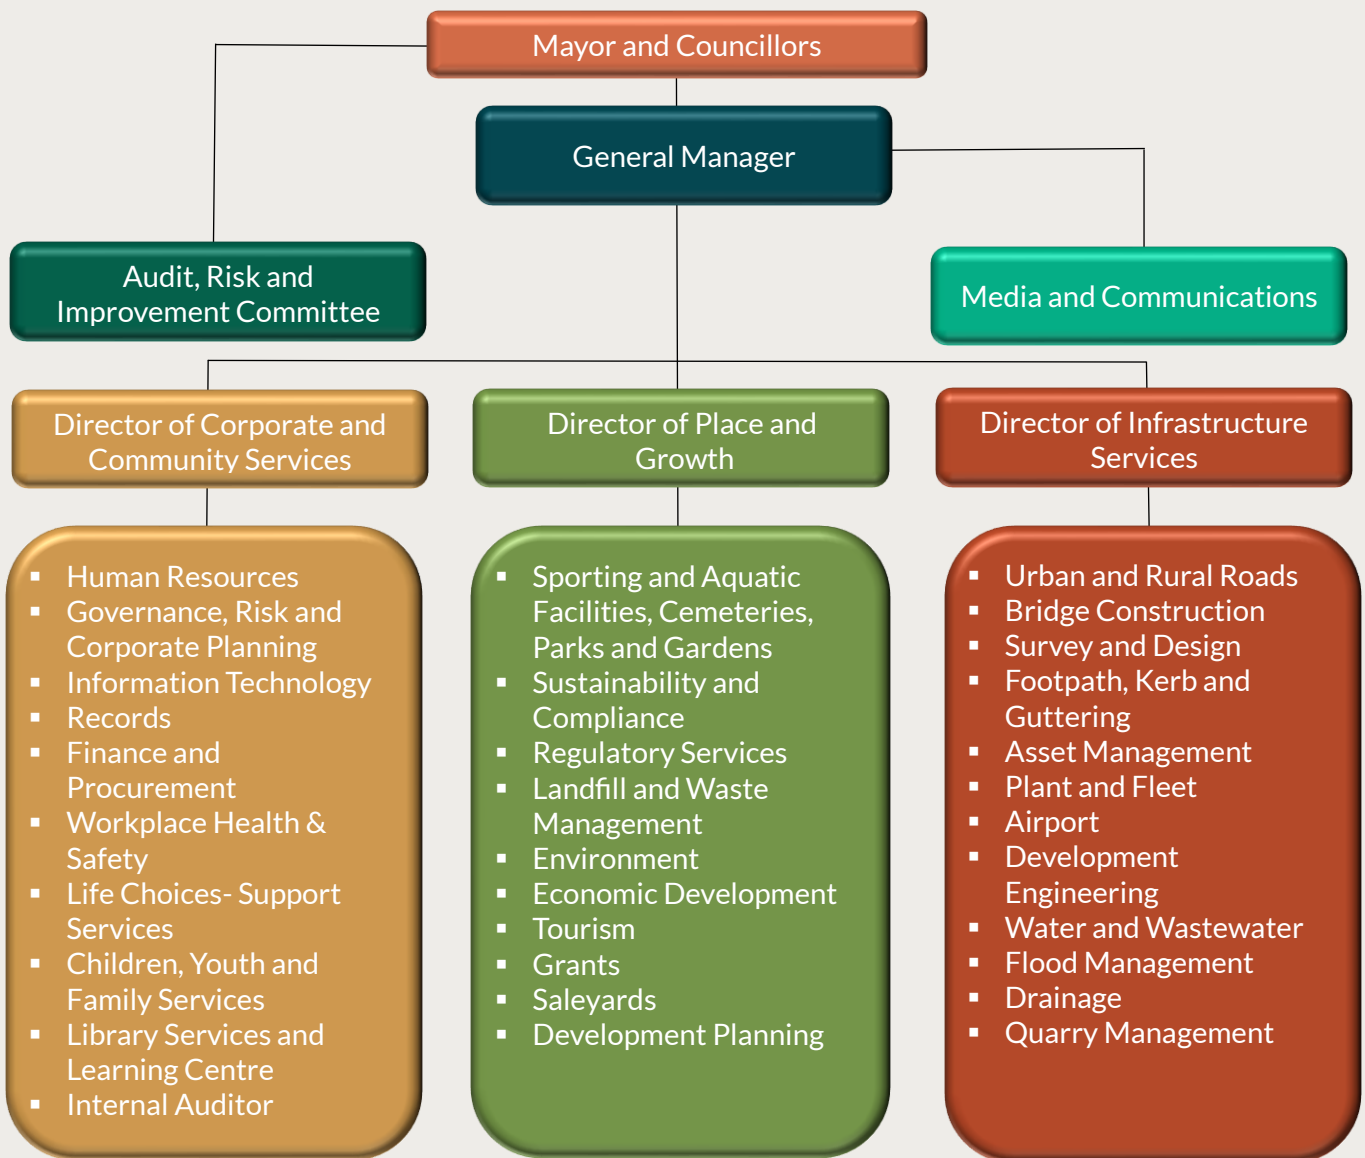 Mayor and Councillors
General Manager
Audit, Risk and
Improvement Committee
Media and Communications
Director of Corporate and
Community Services
Director of Place and
Growth
Director of Infrastructure
Services
▪ Human Resources
▪ Governance, Risk and
Corporate Planning
▪ Information Technology
▪ Records
▪ Finance and
Procurement
▪ Workplace Health &
Safety
▪ Life Choices- Support
Services
▪ Children, Youth and
Family Services
▪ Library Services and
Learning Centre
▪ Internal Auditor
▪ Sporting and Aquatic
Facilities, Cemeteries,
Parks and Gardens
▪ Sustainability and
Compliance
▪ Regulatory Services
▪ Landfill and Waste
Management
▪ Environment
▪ Economic Development
▪ Tourism
▪ Grants
▪ Saleyards
▪ Development Planning
▪ Urban and Rural Roads
▪ Bridge Construction
▪ Survey and Design
▪ Footpath, Kerb and
Guttering
▪ Asset Management
▪ Plant and Fleet
▪ Airport
▪ Development
Engineering
▪ Water and Wastewater
▪ Flood Management
▪ Drainage
▪ Quarry Management